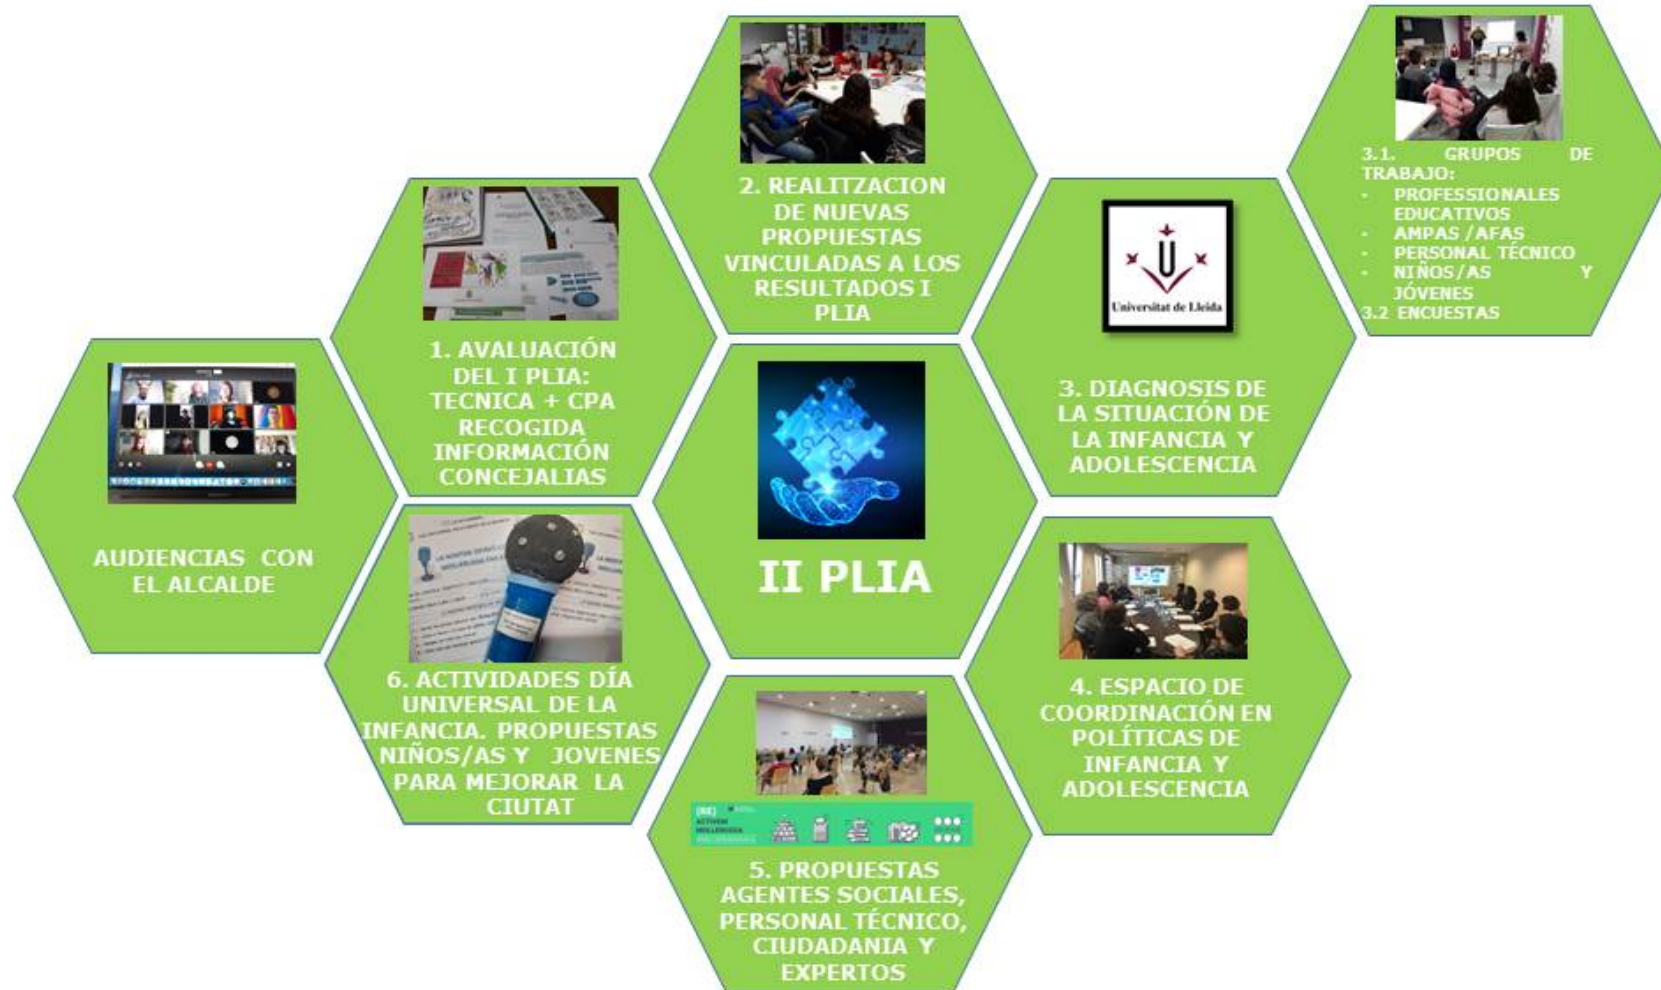 2. REALITZACION
DE NUEVAS
PROPUESTAS
VINCULADAS A LOS
RESULTADOS I
PLIA
3.1. GRUPOS DE
TRABAJO:
- PROFESSIONALES
EDUCATIVOS
- AMPAS /AFAS
- PERSONAL TÉCNICO
- NIÑOS/AS Y
JÓVENES
3.2 ENCUESTAS
1. AVALUACIÓN
DEL I PLIA:
TECNICA + CPA
RECOGIDA
INFORMACIÓN
CONCEJALIAS
U
Universitat de Lleida
3. DIAGNOSIS DE
LA SITUACIÓN DE
LA INFANCIA Y
ADOLESCENCIA
AUDIENCIAS CON
EL ALCALDE
II PLIA
6. ACTIVIDADES DÍA
UNIVERSAL DE LA
INFANCIA. PROPUESTAS
NIÑOS/AS Y JOVENES
PARA MEJORAR LA
CIUTAT
4. ESPACIO DE
COORDINACIÓN EN
POLÍTICAS DE
INFANCIA Y
ADOLESCENCIA
(RE)
ACTIVEM
MOLLERUSSA
5. PROPUESTAS
AGENTES SOCIALES,
PERSONAL TÉCNICO,
CIUDADANIA Y
EXPERTOS